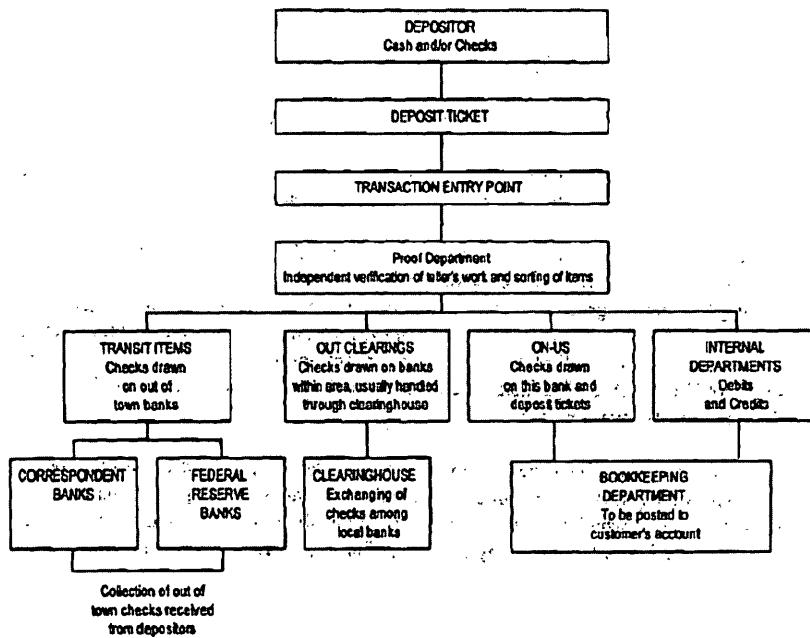 DEPOSITOR
Cash and/or Checks
DEPOSIT TICKET
TRANSACTION ENTRY POINT
Proof Department
Independent verification of teller's work and sorting of items
TRANSIT ITEMS
Checks drawn
on out of
town banks
OUT CLEARINGS
Checks drawn on banks
within area, usually handled
through clearinghouse
ON-US
Checks drawn
on this bank and
deposit tickets
INTERNAL
DEPARTMENTS
Debits
and Credits
CORRESPONDENT
BANKS
FEDERAL
RESERVE
BANKS
CLEARINGHOUSE
Exchanging of
checks among
local banks
BOOKKEEPING
DEPARTMENT
To be posted to
customer's account
Collection of out of
town checks received
from depositors